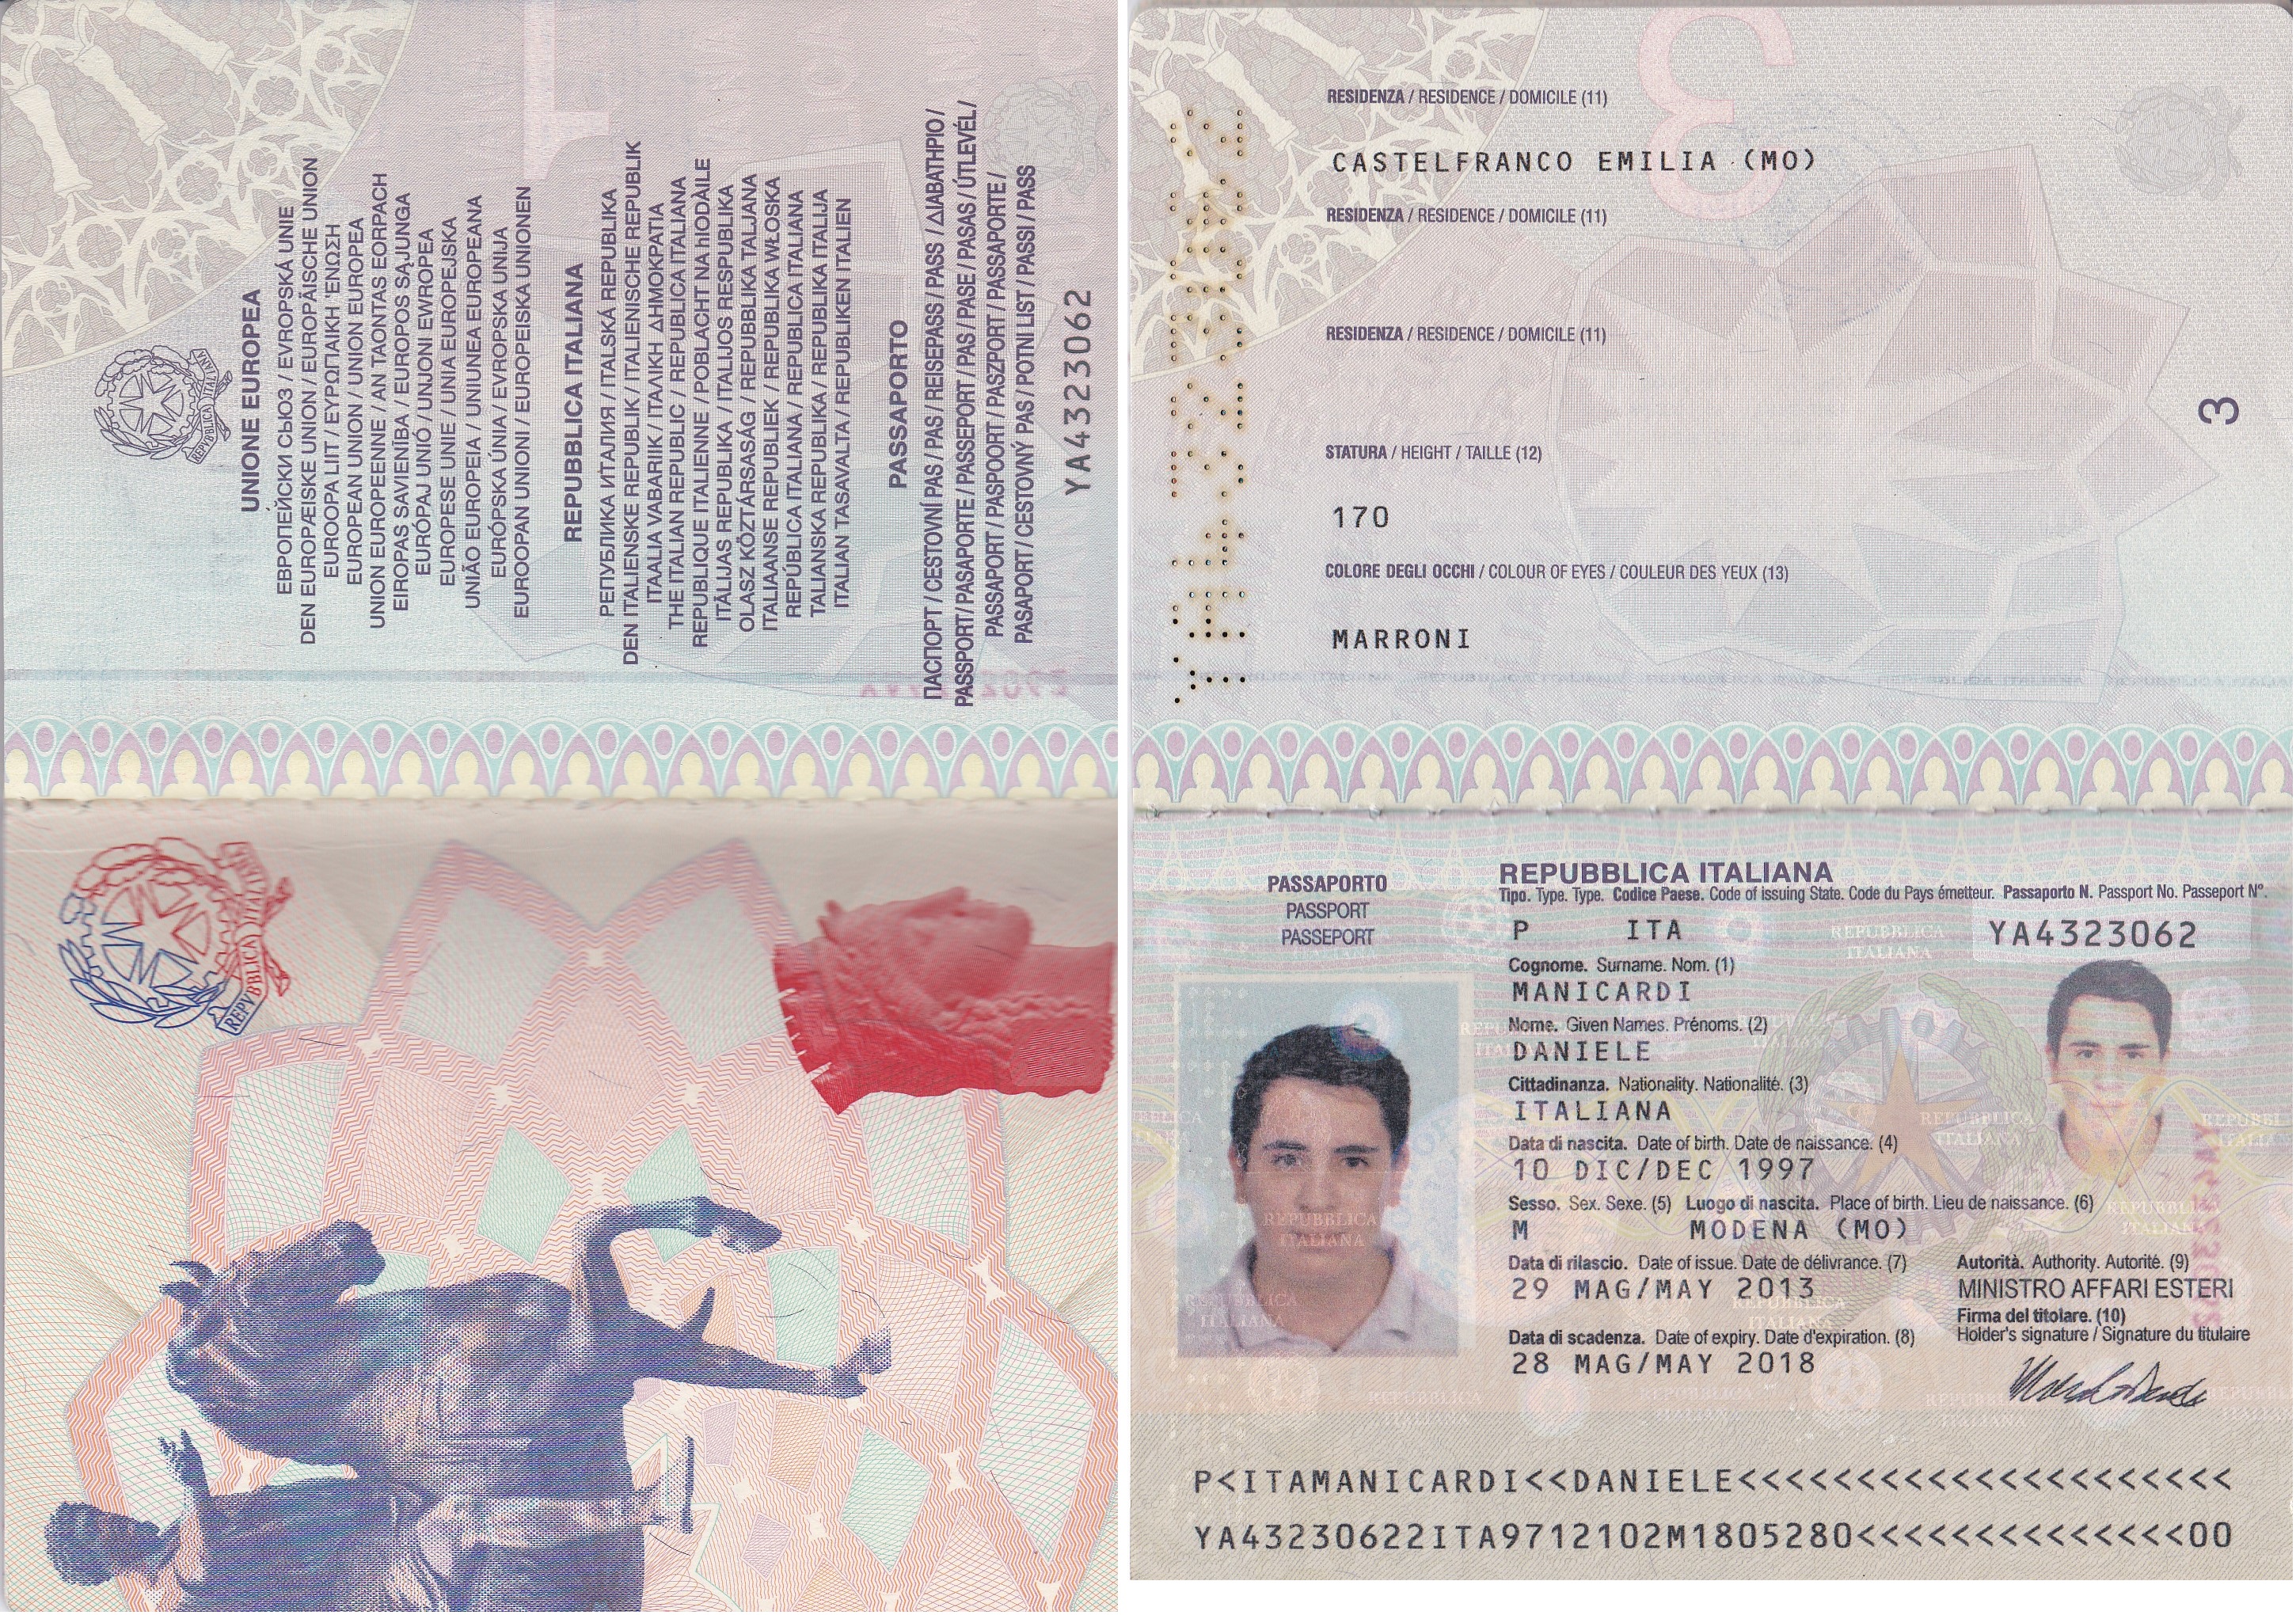 UNIONE EUROPEA
ЕВРОПЕЙСКИ СЪЮЗ / EVROPSKÁ UNIE
DEN EUROPÆISKE UNION / EUROPÄISCHE UNION
EUROOPA LIIT / ΕΥΡΩΠΑΙΚΗ ΈΝΩΣΗ
EUROPEAN UNION / UNION EUROPEA
UNION EUROPEENNE / AN TAONTAS EORPACH
EIROPAS SAVIENĪBA / EUROPOS SĄJUNGA
EURÓPAJ UNIÓ / UNJONI EWROPEA
EUROPESE UNIE / UNIA EUROPEJSKA
UNIÃO EUROPEIA / UNIUNEA EUROPEANA
EURÓPSKA ÚNIA / EVROPSKA UNIJA
EUROOPAN UNIONI / EUROPEISKA UNIONEN
REPUBBLICA ITALIANA
РЕПУБЛИКА ИТАЛИЯ / ITALSKÁ REPUBLIKA
DEN ITALIENSKE REPUBLIK / ITALIENISCHE REPUBLIK
ITAALIA VABARIIK / ΙΤΑΛΙΚΗ ΔΗΜΟΚΡΑΤΙΑ
THE ITALIAN REPUBLIC / REPUBLICA ITALIANA
REPUBLIQUE ITALIENNE / POBLACHT NA hIODÁILE
ITĀLIJAS REPUBLIKA / ITALIJOS RESPUBLIKA
OLASZ KÖZTÁRSASÁG / REPUBBLIKA TALJANA
ITALIAANSE REPUBLIEK / REPUBLIKA WŁOSKA
REPÚBLICA ITALIANA / REPUBLICA ITALIANA
TALIANSKA REPUBLIKA / REPUBLIKA ITALIJA
ITALIAN TASAVALTA / REPUBLIKEN ITALIEN
PASSAPORTO
ПАСПОРТ / CESTOVNÍ PAS / PAS / REISEPASS / PASS / ΔΙΑΒΑΤΗΡΙΟ /
PASSPORT / PASAPORTE / PASSEPORT / PAS / PASE / PASAS / ÚTLEVÉL /
PASSAPORT / PASPOORT / PASZPORT / PASSAPORTE /
PASAPORT / CESTOVNÝ PAS / POTNI LIST / PASSI / PASS
YA4323062
REPVBBLICA ITALIANA
RESIDENZA / RESIDENCE / DOMICILE (11)
CASTELFRANCO EMILIA (MO)
RESIDENZA / RESIDENCE / DOMICILE (11)
RESIDENZA / RESIDENCE / DOMICILE (11)
STATURA / HEIGHT / TAILLE (12)
170
COLORE DEGLI OCCHI / COLOUR OF EYES / COULEUR DES YEUX (13)
MARRONI
3
PASSAPORTO
PASSPORT
PASSEPORT
REPUBBLICA ITALIANA
Tipo. Type. Type. Codice Paese. Code of issuing State. Code du Pays émetteur. Passaporto N. Passport No. Passeport N°.
P ITA YA4323062
Cognome. Surname. Nom. (1)
MANICARDI
Nome. Given Names. Prénoms. (2)
DANIELE
Cittadinanza. Nationality. Nationalité. (3)
ITALIANA
Data di nascita. Date of birth. Date de naissance. (4)
10 DIC/DEC 1997
Sesso. Sex. Sexe. (5) Luogo di nascita. Place of birth. Lieu de naissance. (6)
M MODENA (MO)
Data di rilascio. Date of issue. Date de délivrance. (7) Autorità. Authority. Autorité. (9)
29 MAG/MAY 2013 MINISTRO AFFARI ESTERI
Firma del titolare. (10)
Data di scadenza. Date of expiry. Date d'expiration. (8) Holder's signature / Signature du titulaire
28 MAG/MAY 2018
P<ITAMANICARDI<<DANIELE<<<<<<<<<<<<<<<<<<<<<
YA43230622ITA9712102M1805280<<<<<<<<<<<<<<00